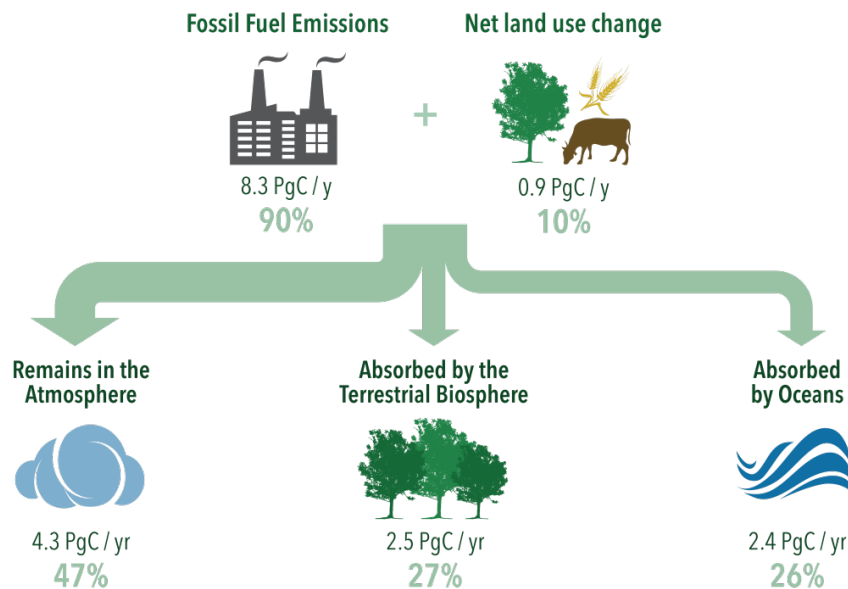 Fossil Fuel Emissions
Net land use change
+
8.3 PgC / y
90%
0.9 PgC / y
10%
Remains in the
Atmosphere
4.3 PgC / yr
47%
Absorbed by the
Terrestrial Biosphere
2.5 PgC / yr
27%
Absorbed
by Oceans
2.4 PgC / yr
26%